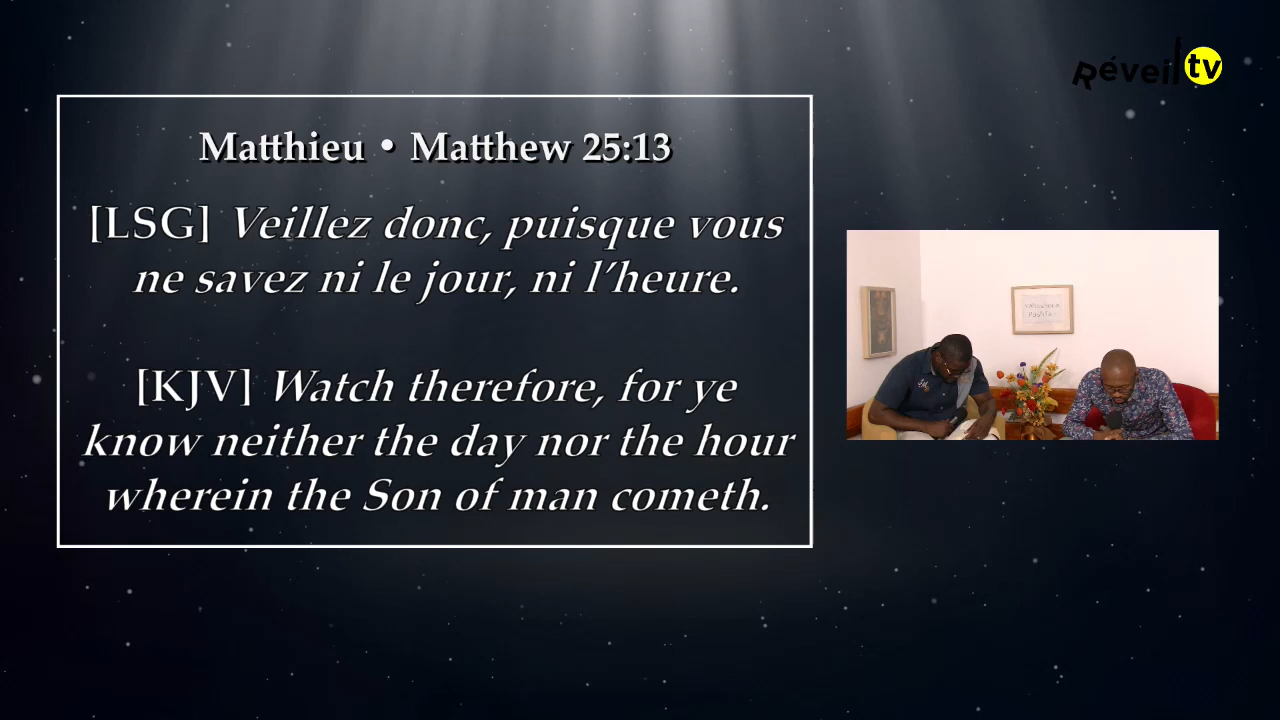 Réveil tv
Matthieu • Matthew 25:13
[LSG] Veillez donc, puisque vous
ne savez ni le jour, ni l’heure.
[KJV] Watch therefore, for ye
know neither the day nor the hour
wherein the Son of man cometh.